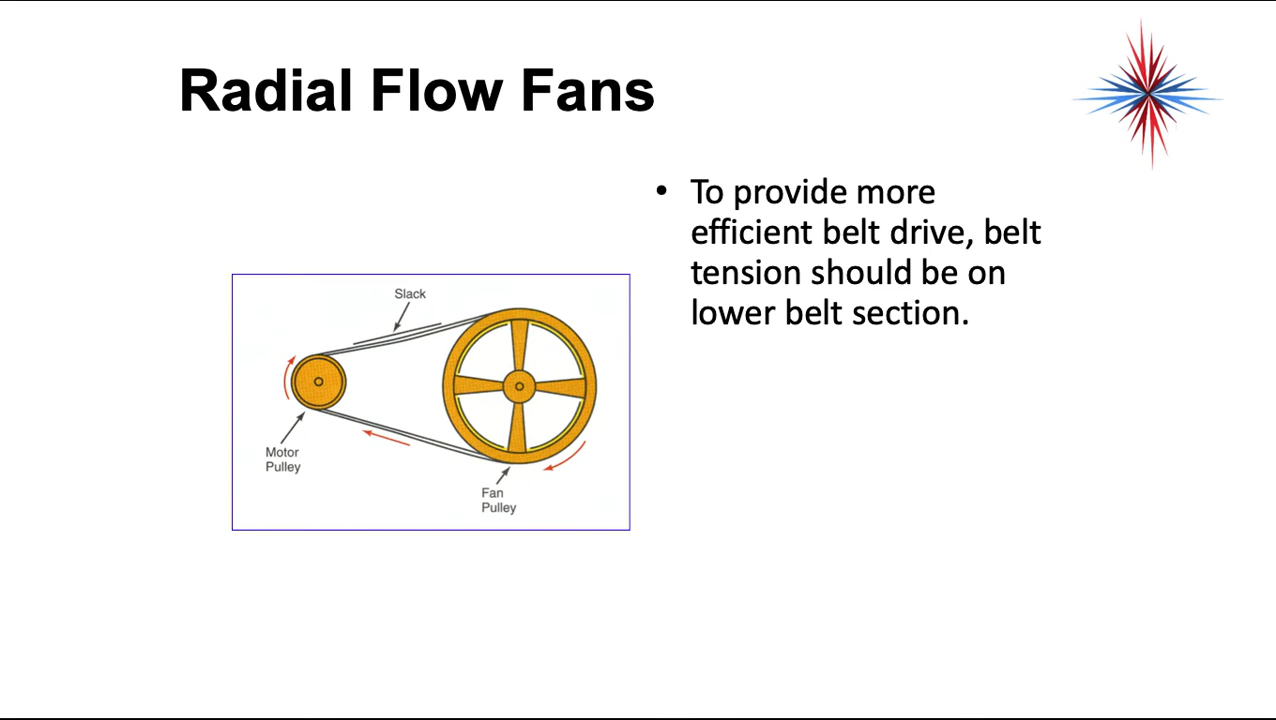 Radial Flow Fans
• To provide more
efficient belt drive, belt
tension should be on
lower belt section.
Slack
Motor
Pulley
Fan
Pulley